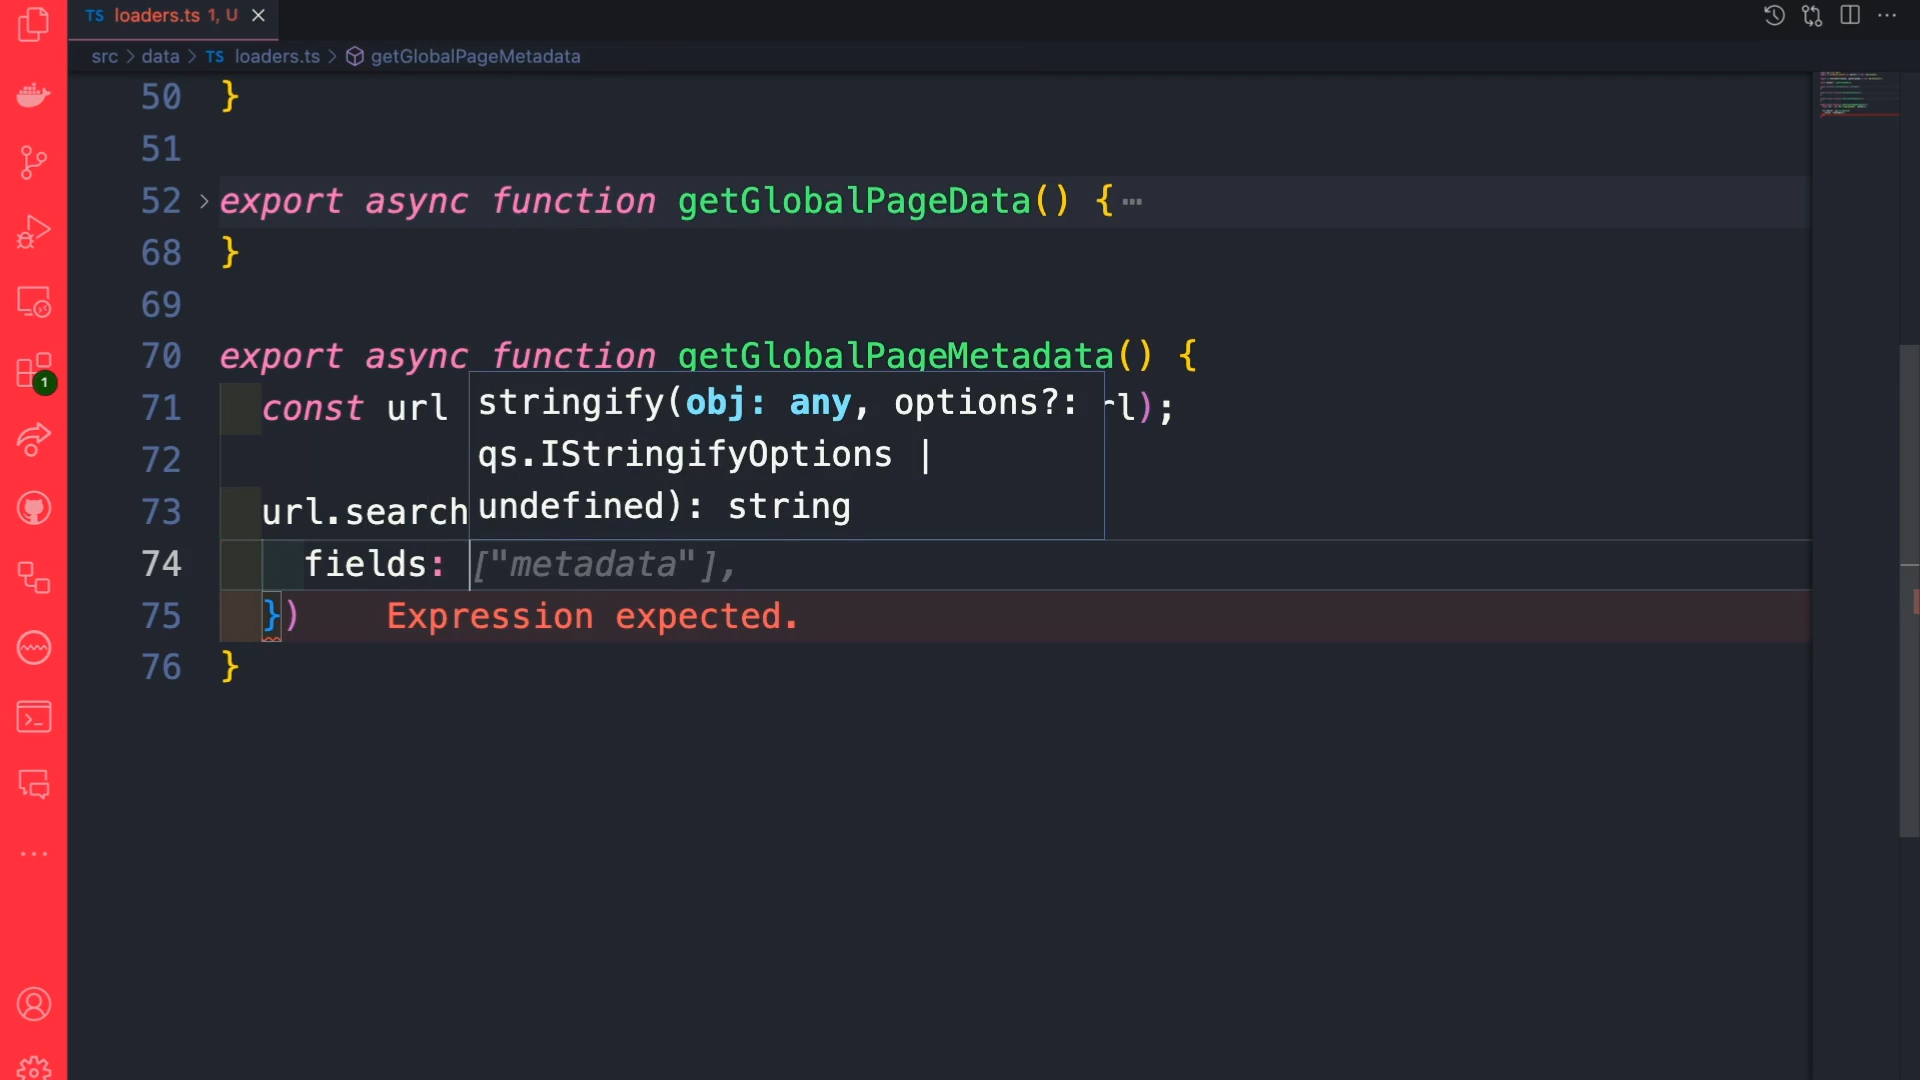 TS loaders.ts 1, U
src > data > TS loaders.ts > getGlobalPageMetadata
50 }
51
52 export async function getGlobalPageData() {
68 }
69
70 export async function getGlobalPageMetadata() {
71 const url rl);
stringify(obj: any, options?:
72
qs.IStringifyOptions |
73 url.search
undefined): string
74 fields: ["metadata"],
75 }) Expression expected.
76 }
1